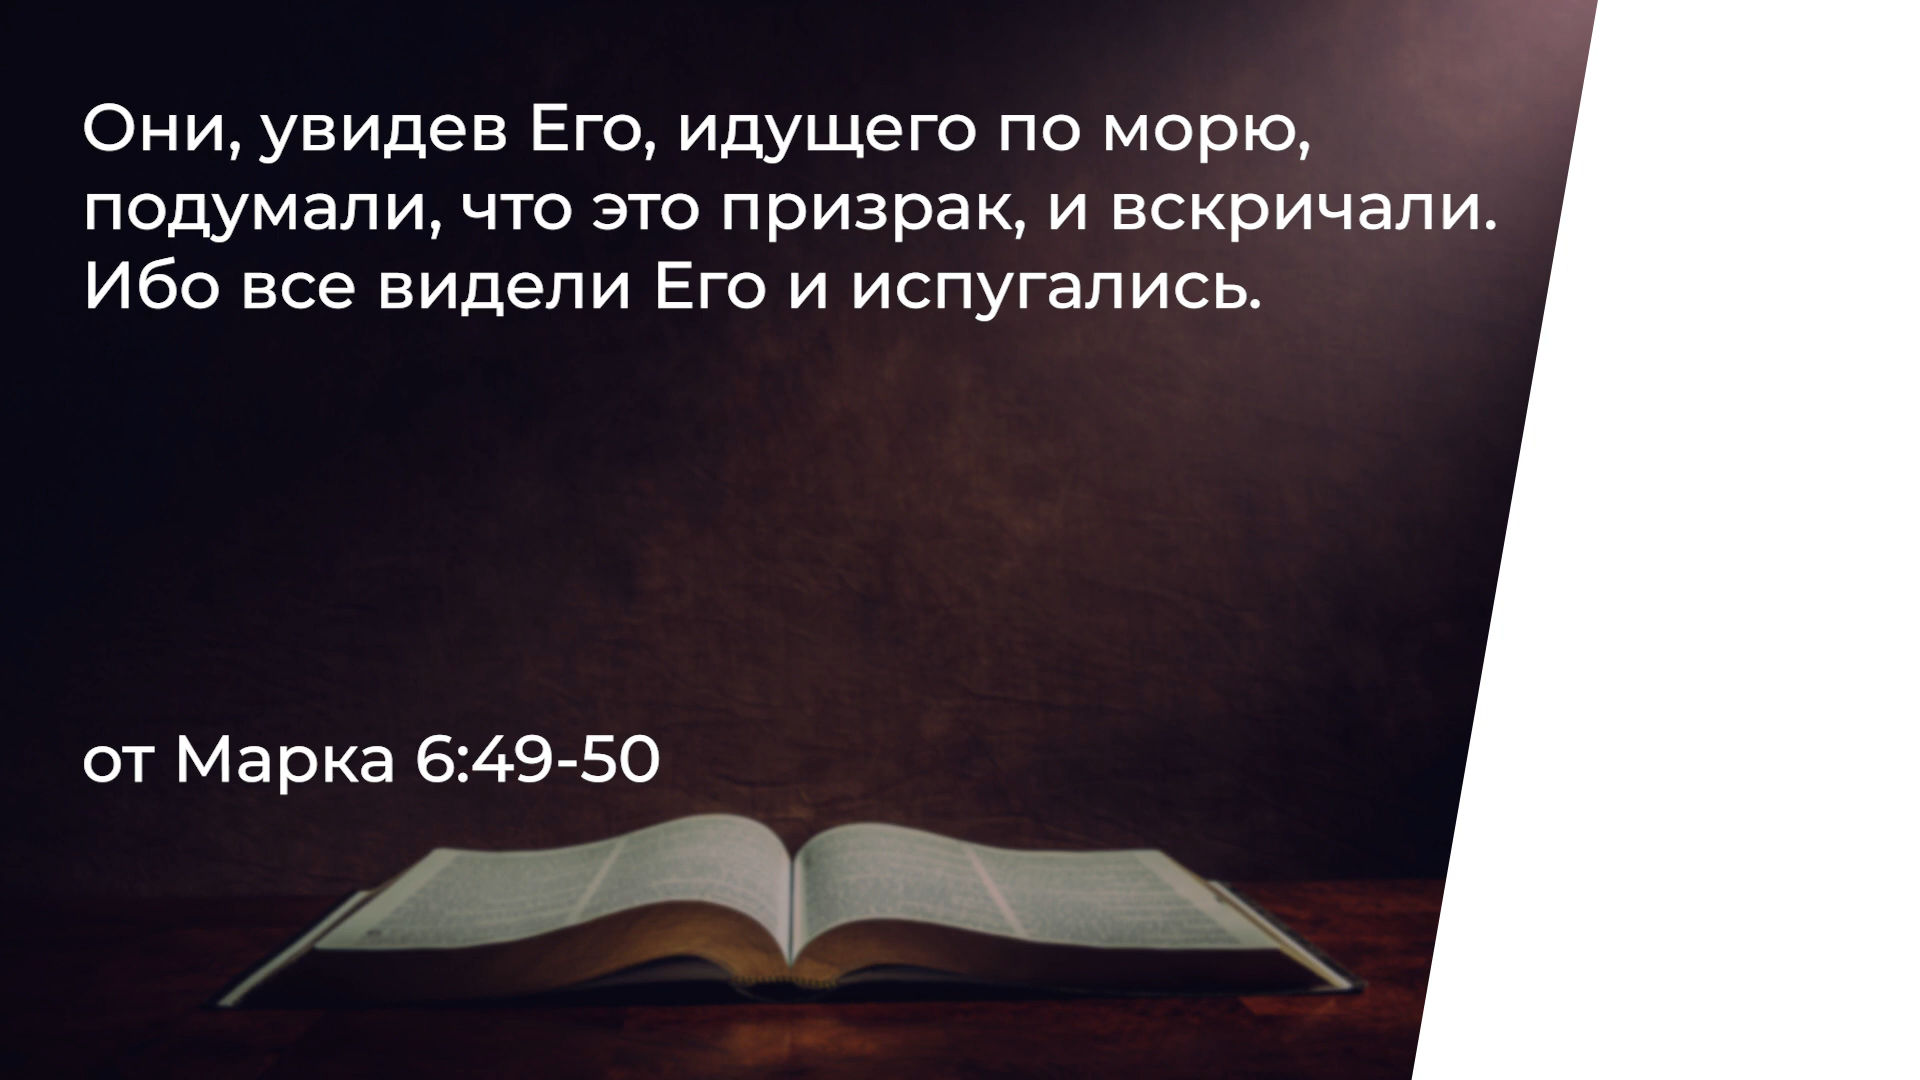 Они, увидев Его, идущего по морю,
подумали, что это призрак, и вскричали.
Ибо все видели Его и испугались.
от Марка 6:49-50